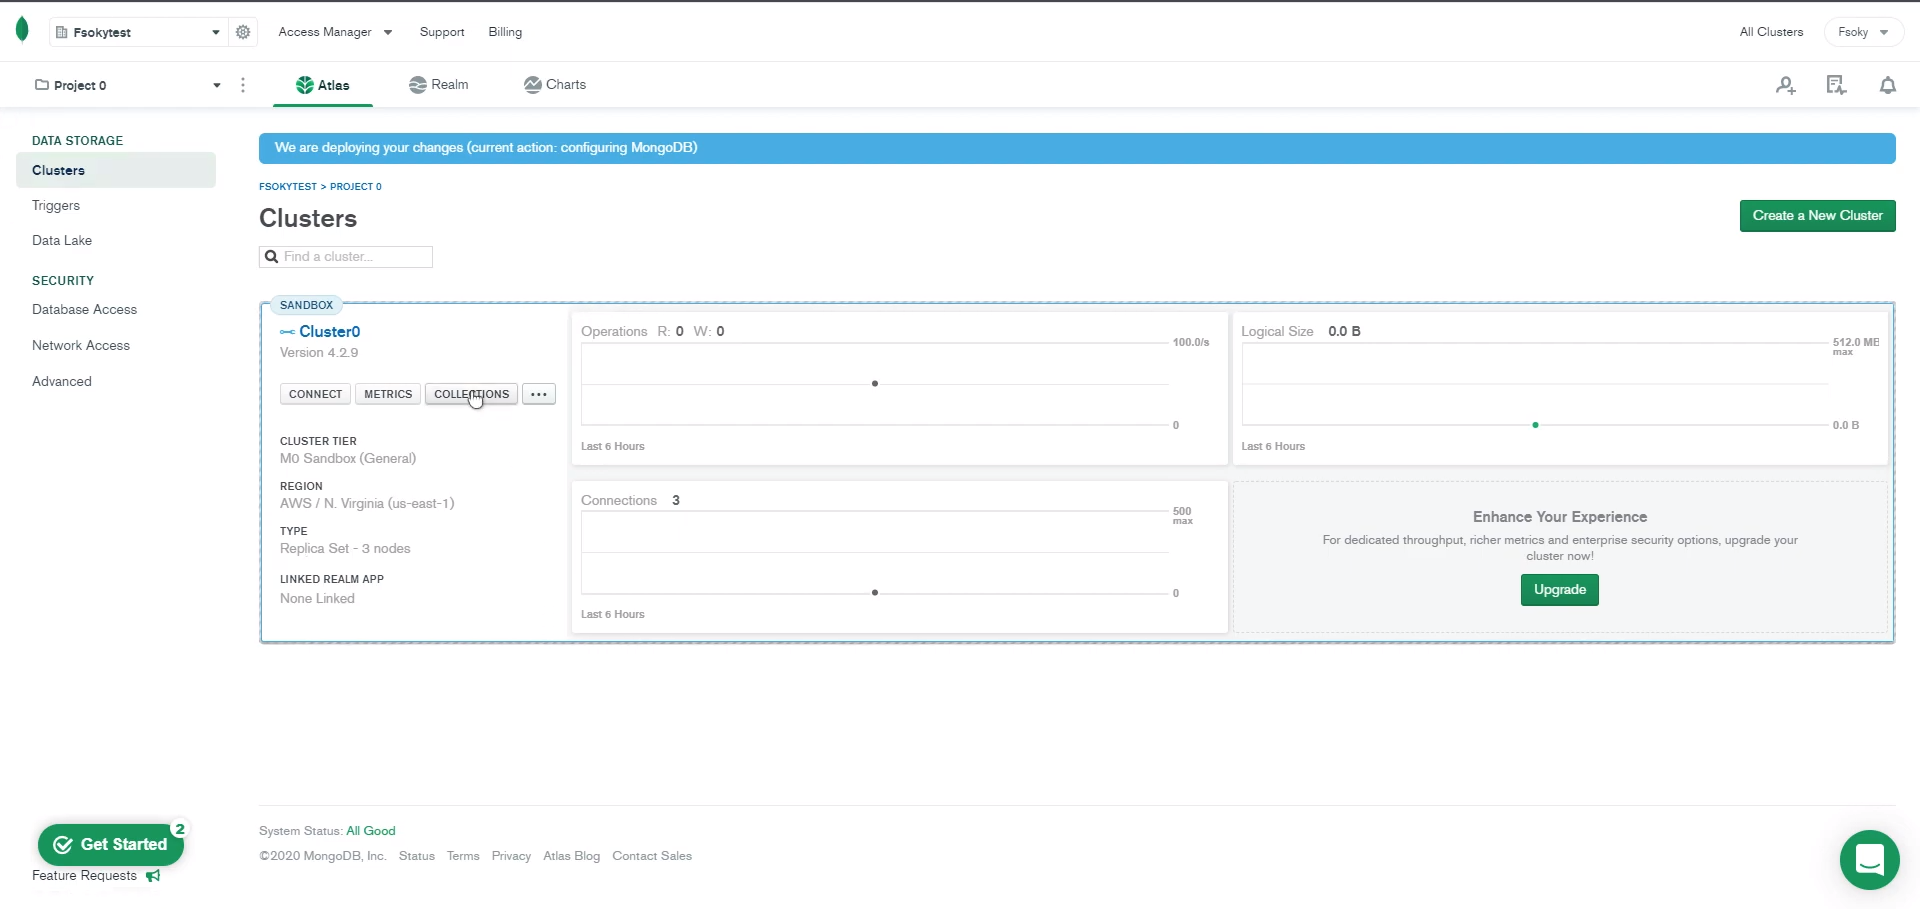 Fsokytest
Access Manager
Support
Billing
All Clusters
Fsoky
Project 0
Atlas
Realm
Charts
DATA STORAGE
Clusters
Triggers
Data Lake
SECURITY
Database Access
Network Access
Advanced
We are deploying your changes (current action: configuring MongoDB)
FSOKYTEST > PROJECT 0
Clusters
Create a New Cluster
Find a cluster...
SANDBOX
Cluster0
Version 4.2.9
CONNECT
METRICS
COLLECTIONS
...
CLUSTER TIER
M0 Sandbox (General)
REGION
AWS / N. Virginia (us-east-1)
TYPE
Replica Set - 3 nodes
LINKED REALM APP
None Linked
Operations R: 0 W: 0
100.0/s
0
Last 6 Hours
Logical Size 0.0 B
512.0 MB
max
0.0 B
Last 6 Hours
Connections 3
500
max
0
Last 6 Hours
Enhance Your Experience
For dedicated throughput, richer metrics and enterprise security options, upgrade your
cluster now!
Upgrade
System Status: All Good
©2020 MongoDB, Inc. Status Terms Privacy Atlas Blog Contact Sales
Get Started
2
Feature Requests